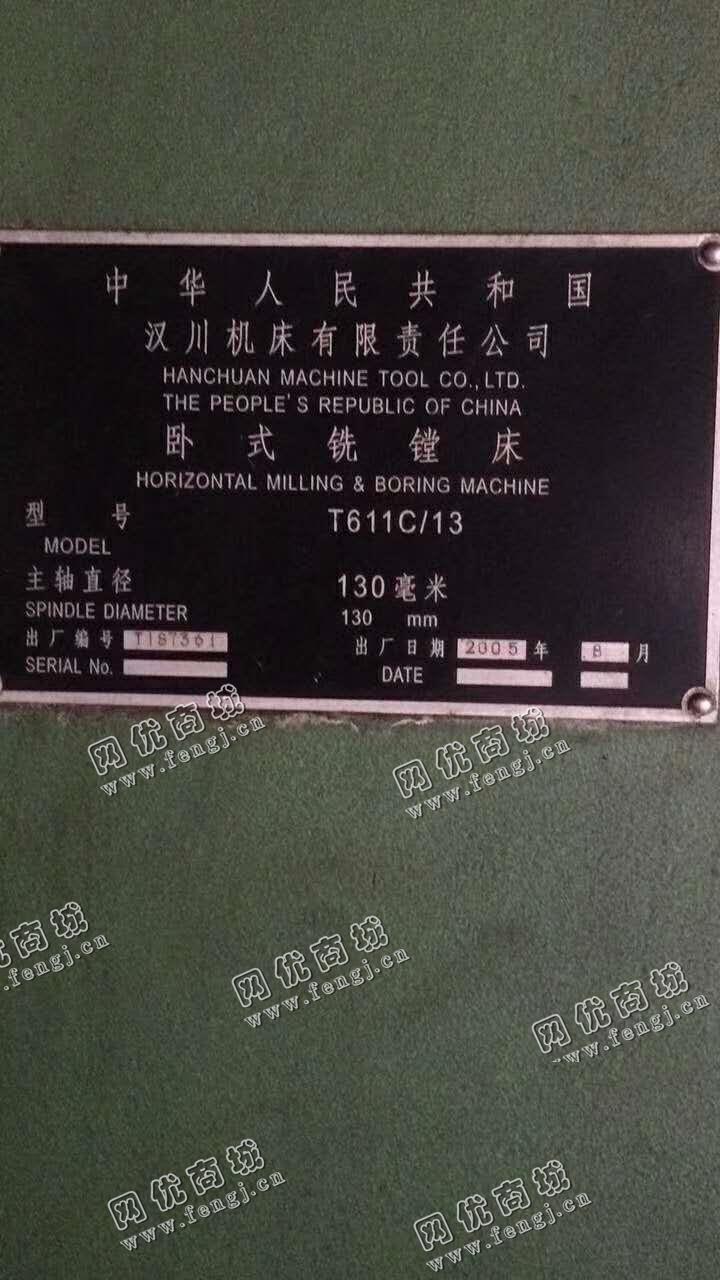 中华人民共和国
汉川机床有限责任公司
HANCHUAN MACHINE TOOL CO., LTD.
THE PEOPLE'S REPUBLIC OF CHINA
卧式铣镗床
HORIZONTAL MILLING & BORING MACHINE
型号 T611C/13
MODEL
主轴直径 130毫米
SPINDLE DIAMETER 130 mm
出厂编号 T187361 出厂日期 2005 年 8 月
SERIAL No. DATE
网优商城
www.fengj.cn
网优商城
www.fengj.cn
优商城
www.fengj.cn
网优商城
www.fengj.cn
网优商城
www.fengj.cn
网优商城
www.fengj.cn
网优商城
www.fengj.cn